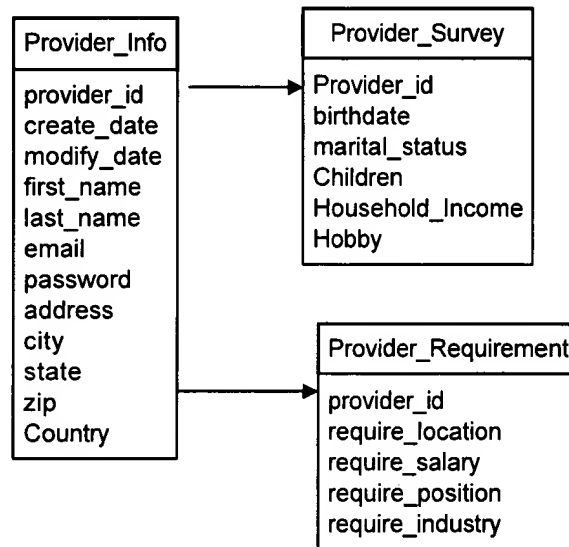 Provider_Info
provider_id
create_date
modify_date
first_name
last_name
email
password
address
city
state
zip
Country
Provider_Survey
Provider_id
birthdate
marital_status
Children
Household_Income
Hobby
Provider_Requirement
provider_id
require_location
require_salary
require_position
require_industry